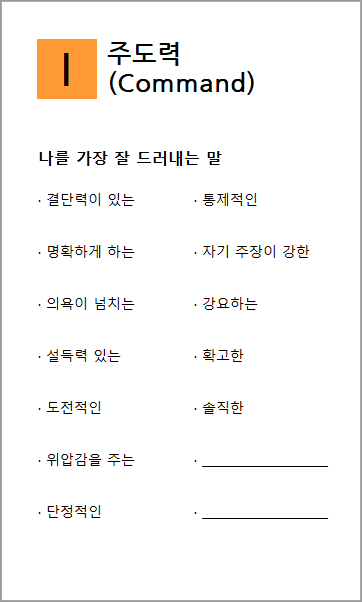 I
주도력
(Command)
나를 가장 잘 드러내는 말
· 결단력이 있는
· 통제적인
· 명확하게 하는
· 자기 주장이 강한
· 의욕이 넘치는
· 강요하는
· 설득력 있는
· 확고한
· 도전적인
· 솔직한
· 위압감을 주는
· __________________
· 단정적인
· __________________